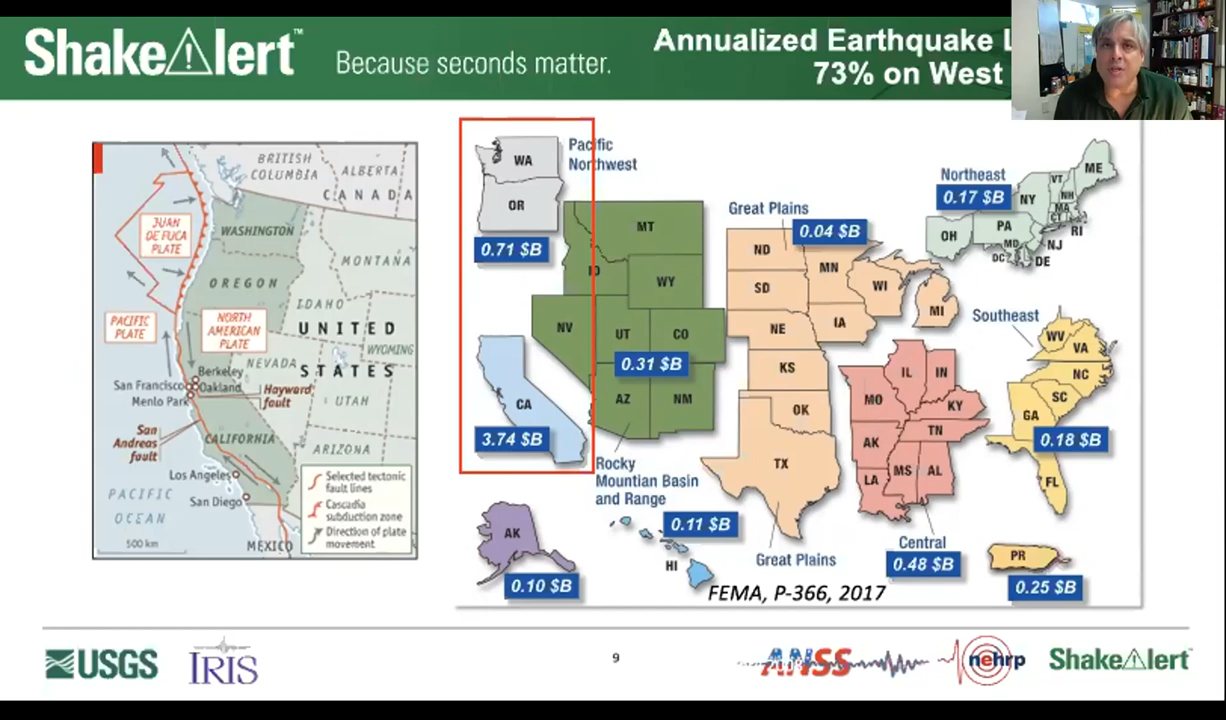 ShakeAlert™
Because seconds matter.
Annualized Earthquake L
73% on West
BRITISH
COLUMBIA
ALBERTA
CANADA
JUAN
DE FUCA
PLATE
WASHINGTON
MONTANA
OREGON
IDAHO
PACIFIC
PLATE
NORTH
AMERICAN
PLATE
UNITED
STATES
WYOMING
NEVADA
Berkeley
San Francisco
Oakland
Menlo Park
Hayward
fault
UTAH
San
Andreas
fault
CALIFORNIA
ARIZONA
Los Angeles
San Diego
PACIFIC
OCEAN
500 km
MEXICO
Selected tectonic
fault lines
Cascadia
subduction zone
Direction of plate
movement
WA
OR
Pacific
Northwest
0.71 $B
MT
ID
WY
NV
UT
CO
0.31 $B
AZ
NM
CA
3.74 $B
Rocky
Mountian Basin
and Range
Great Plains
0.04 $B
ND
MN
SD
WI
MI
NE
IA
KS
OK
TX
Great Plains
Northeast
0.17 $B
ME
VT
NH
NY
MA
CT
RI
PA
OH
NJ
MD
DE
DC
Southeast
WV
VA
NC
SC
GA
0.18 $B
FL
IL
IN
MO
KY
TN
AK
MS
AL
LA
Central
0.48 $B
AK
0.10 $B
HI
0.11 $B
PR
0.25 $B
FEMA, P-366, 2017
USGS
IRIS
9
ANSS
nehrp
ShakeAlert™